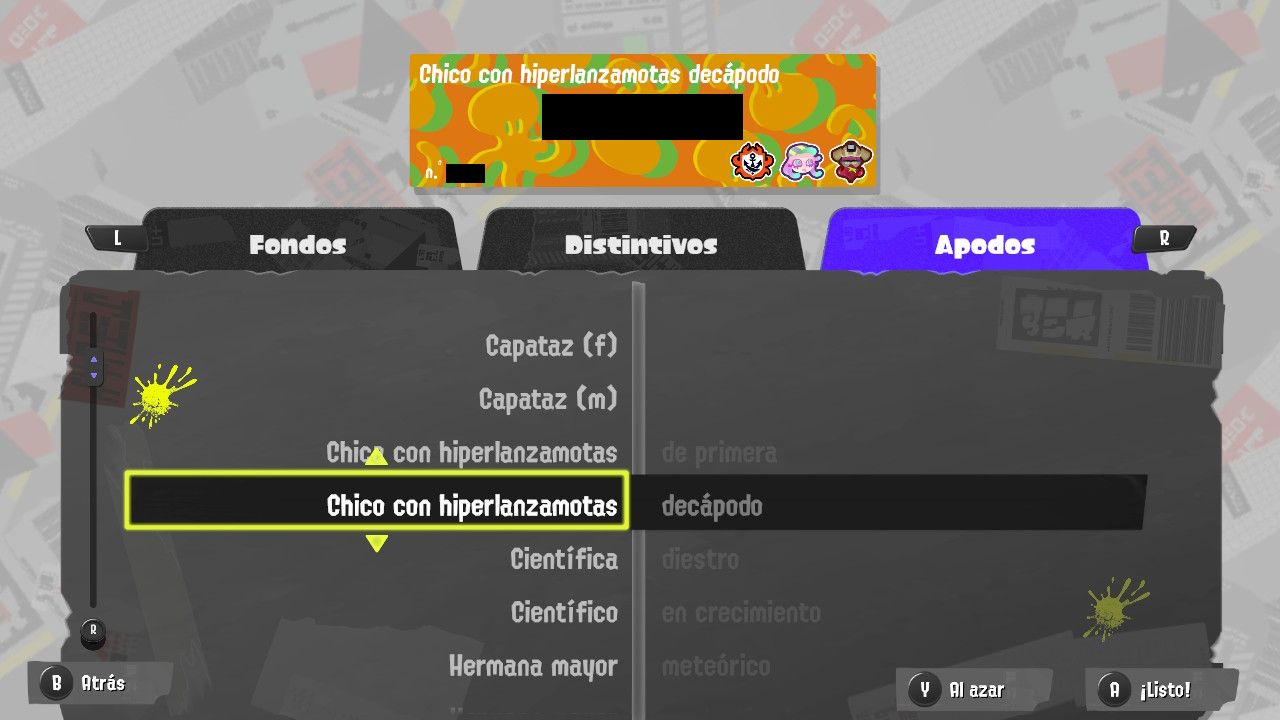 Chico con hiperlanzamotas decápodo
n.º
L
Fondos
Distintivos
Apodos
R
Capataz (f)
Capataz (m)
Chico con hiperlanzamotas
de primera
Chico con hiperlanzamotas
decápodo
Científica
diestro
Científico
en crecimiento
Hermana mayor
meteórico
R
B Atrás
Y Al azar
A ¡Listo!